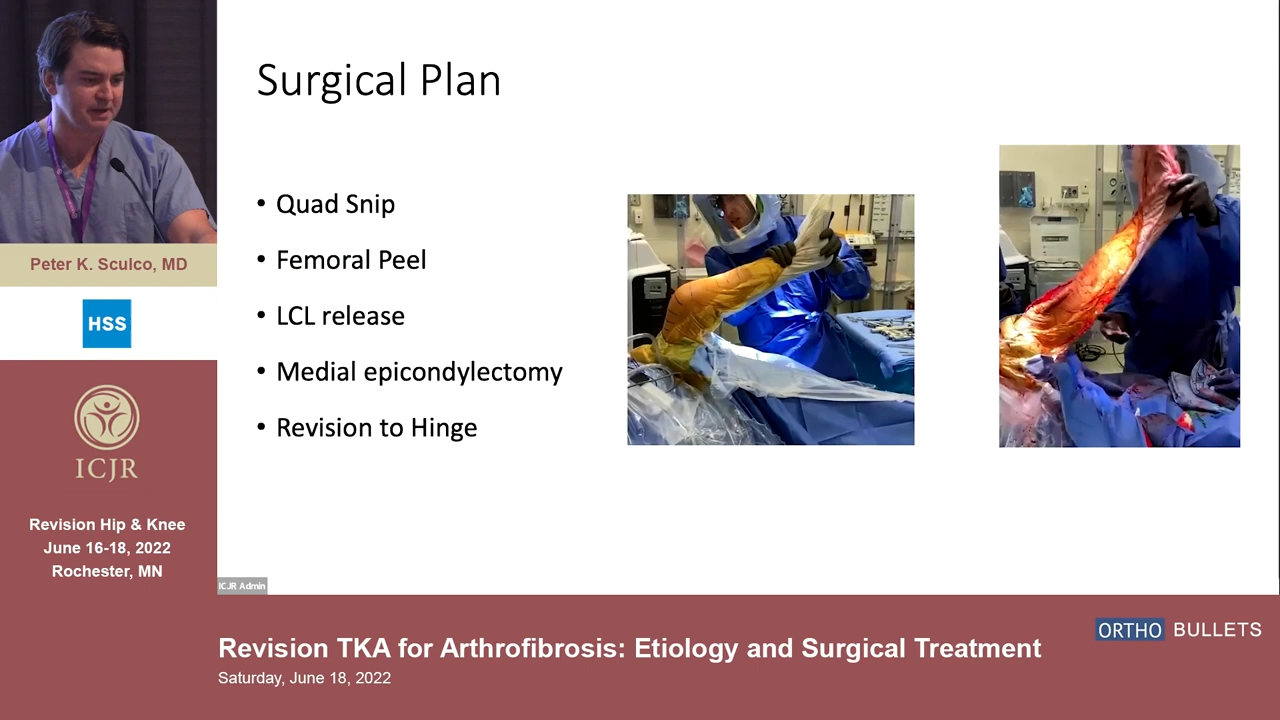 Surgical Plan
• Quad Snip
• Femoral Peel
• LCL release
• Medial epicondylectomy
• Revision to Hinge
Peter K. Sculco, MD
HSS
ICJR
Revision Hip & Knee
June 16-18, 2022
Rochester, MN
ICJR Admin
Revision TKA for Arthrofibrosis: Etiology and Surgical Treatment
Saturday, June 18, 2022
ORTHO BULLETS